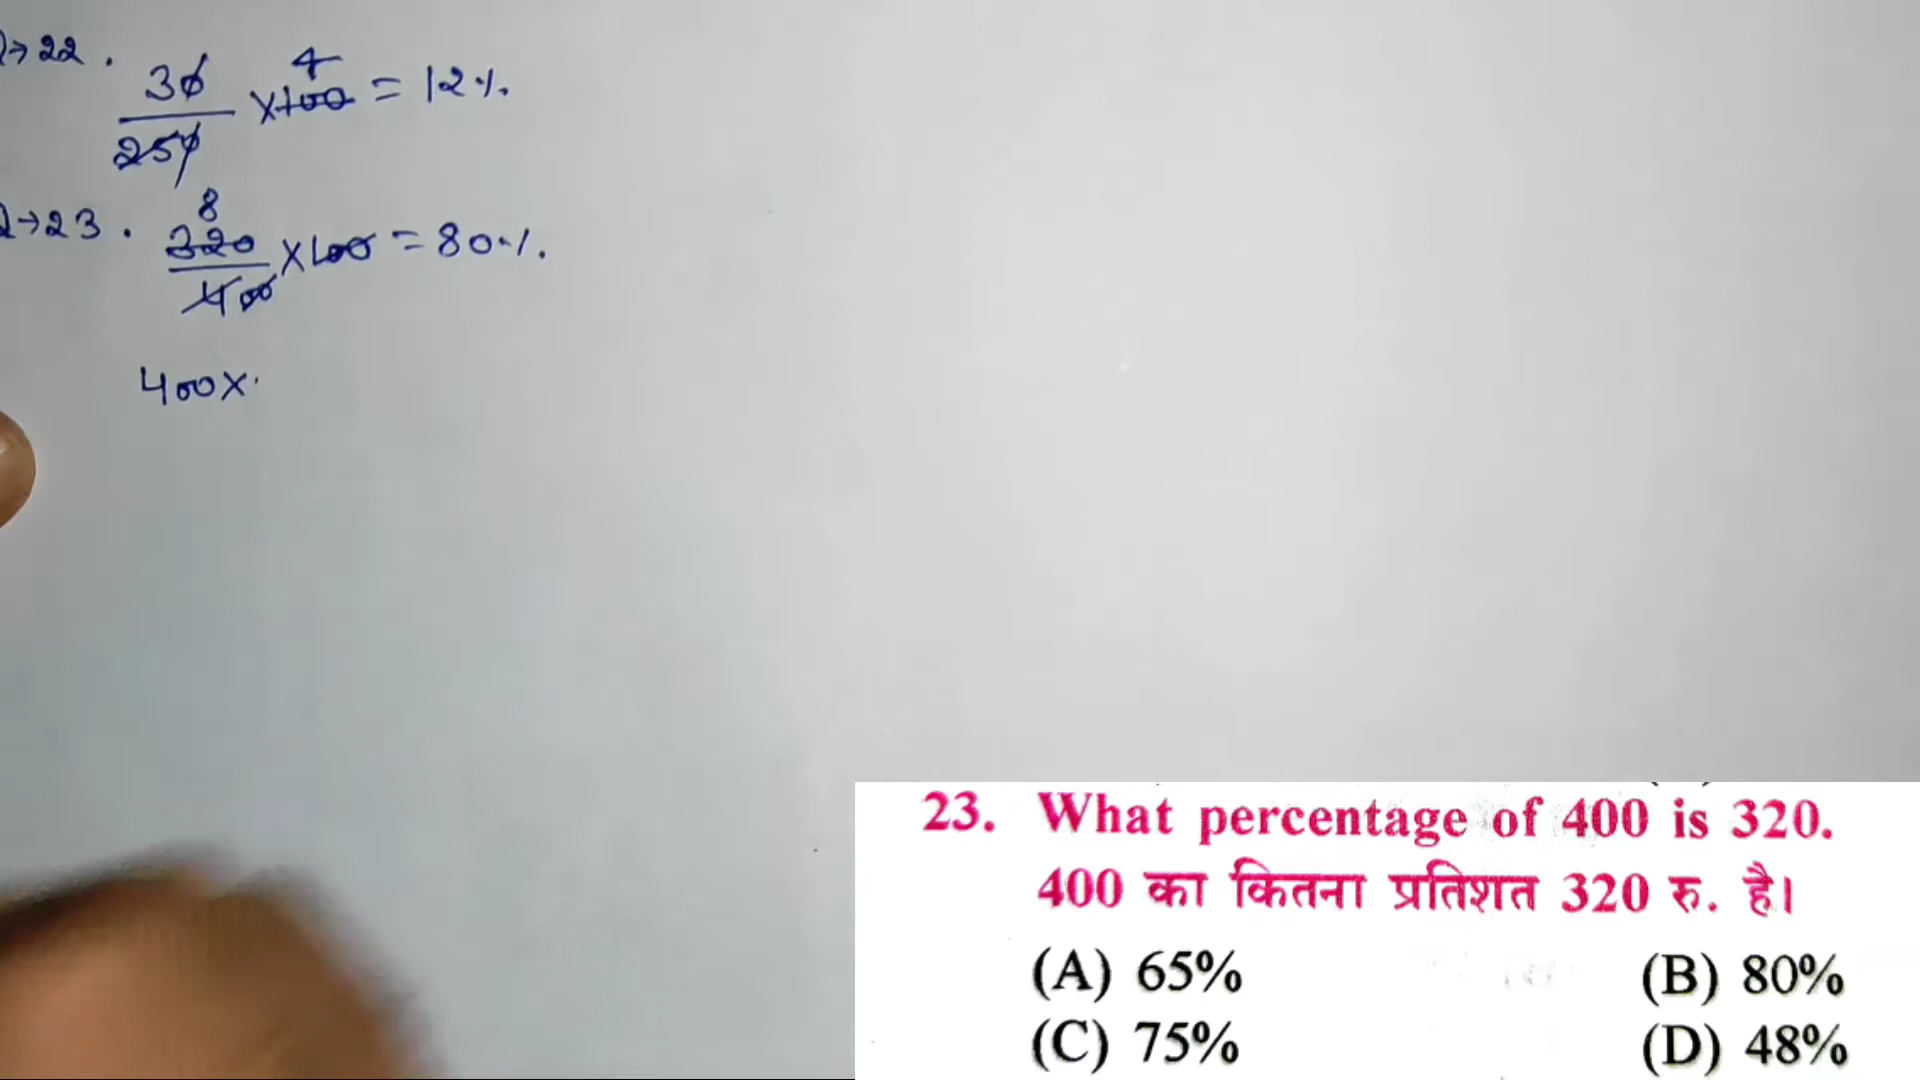 →22. 30/250 × 100 4 = 12%.
→23. 8 320/400 × 100 = 80%.
400×
23. What percentage of 400 is 320.
400 का कितना प्रतिशत 320 रु. है।
(A) 65% (B) 80%
(C) 75% (D) 48%